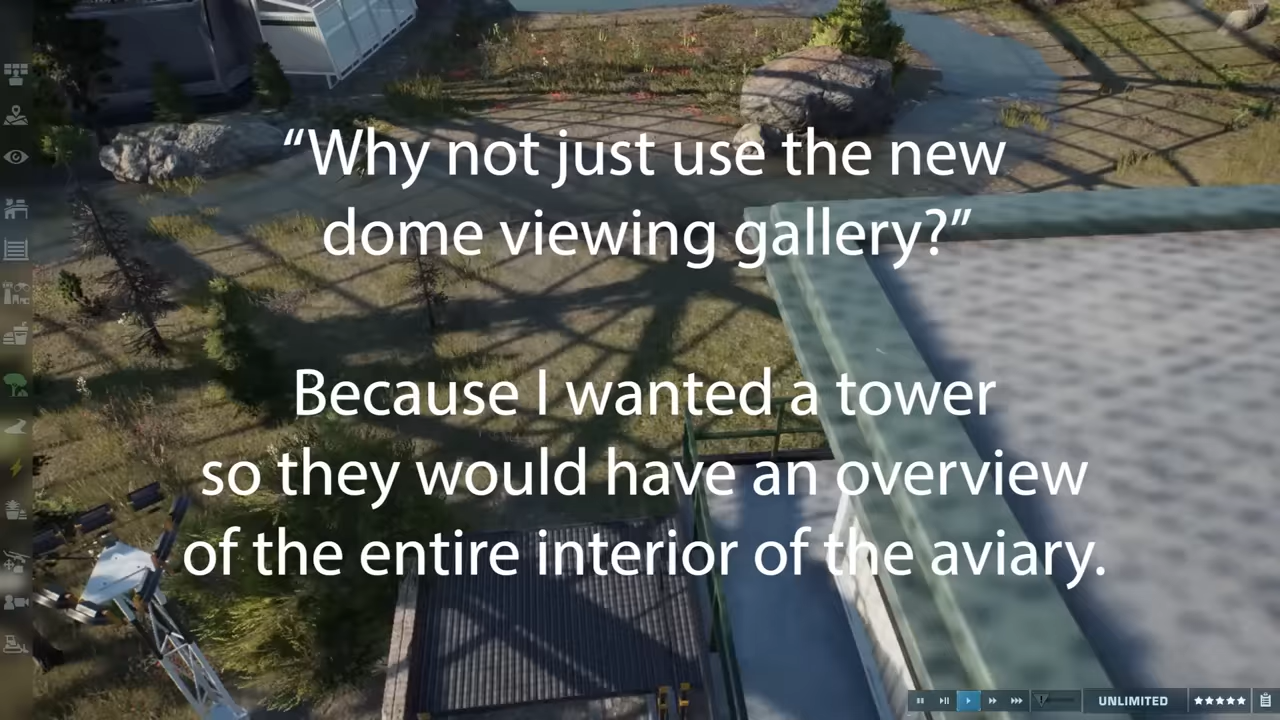 “Why not just use the new
dome viewing gallery?”
Because I wanted a tower
so they would have an overview
of the entire interior of the aviary.
UNLIMITED